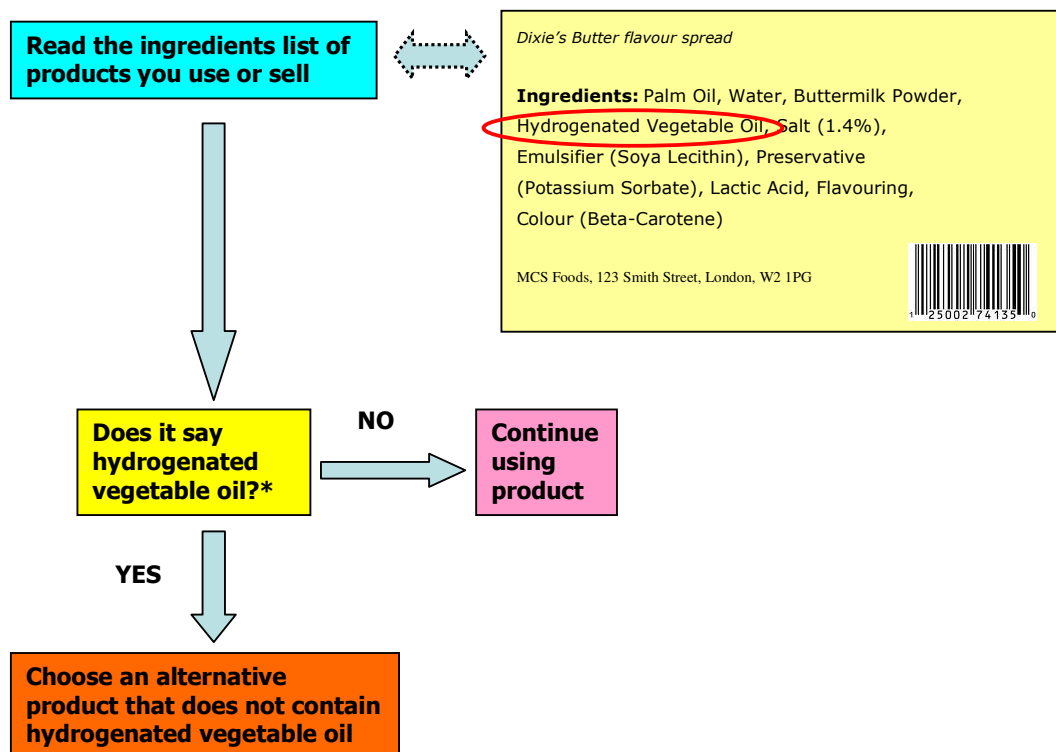 Read the ingredients list of
products you use or sell
Dixie's Butter flavour spread
Ingredients: Palm Oil, Water, Buttermilk Powder,
Hydrogenated Vegetable Oil, Salt (1.4%),
Emulsifier (Soya Lecithin), Preservative
(Potassium Sorbate), Lactic Acid, Flavouring,
Colour (Beta-Carotene)
MCS Foods, 123 Smith Street, London, W2 1PG
1 25002 74135 0
Does it say
hydrogenated
vegetable oil?*
NO
Continue
using
product
YES
Choose an alternative
product that does not contain
hydrogenated vegetable oil